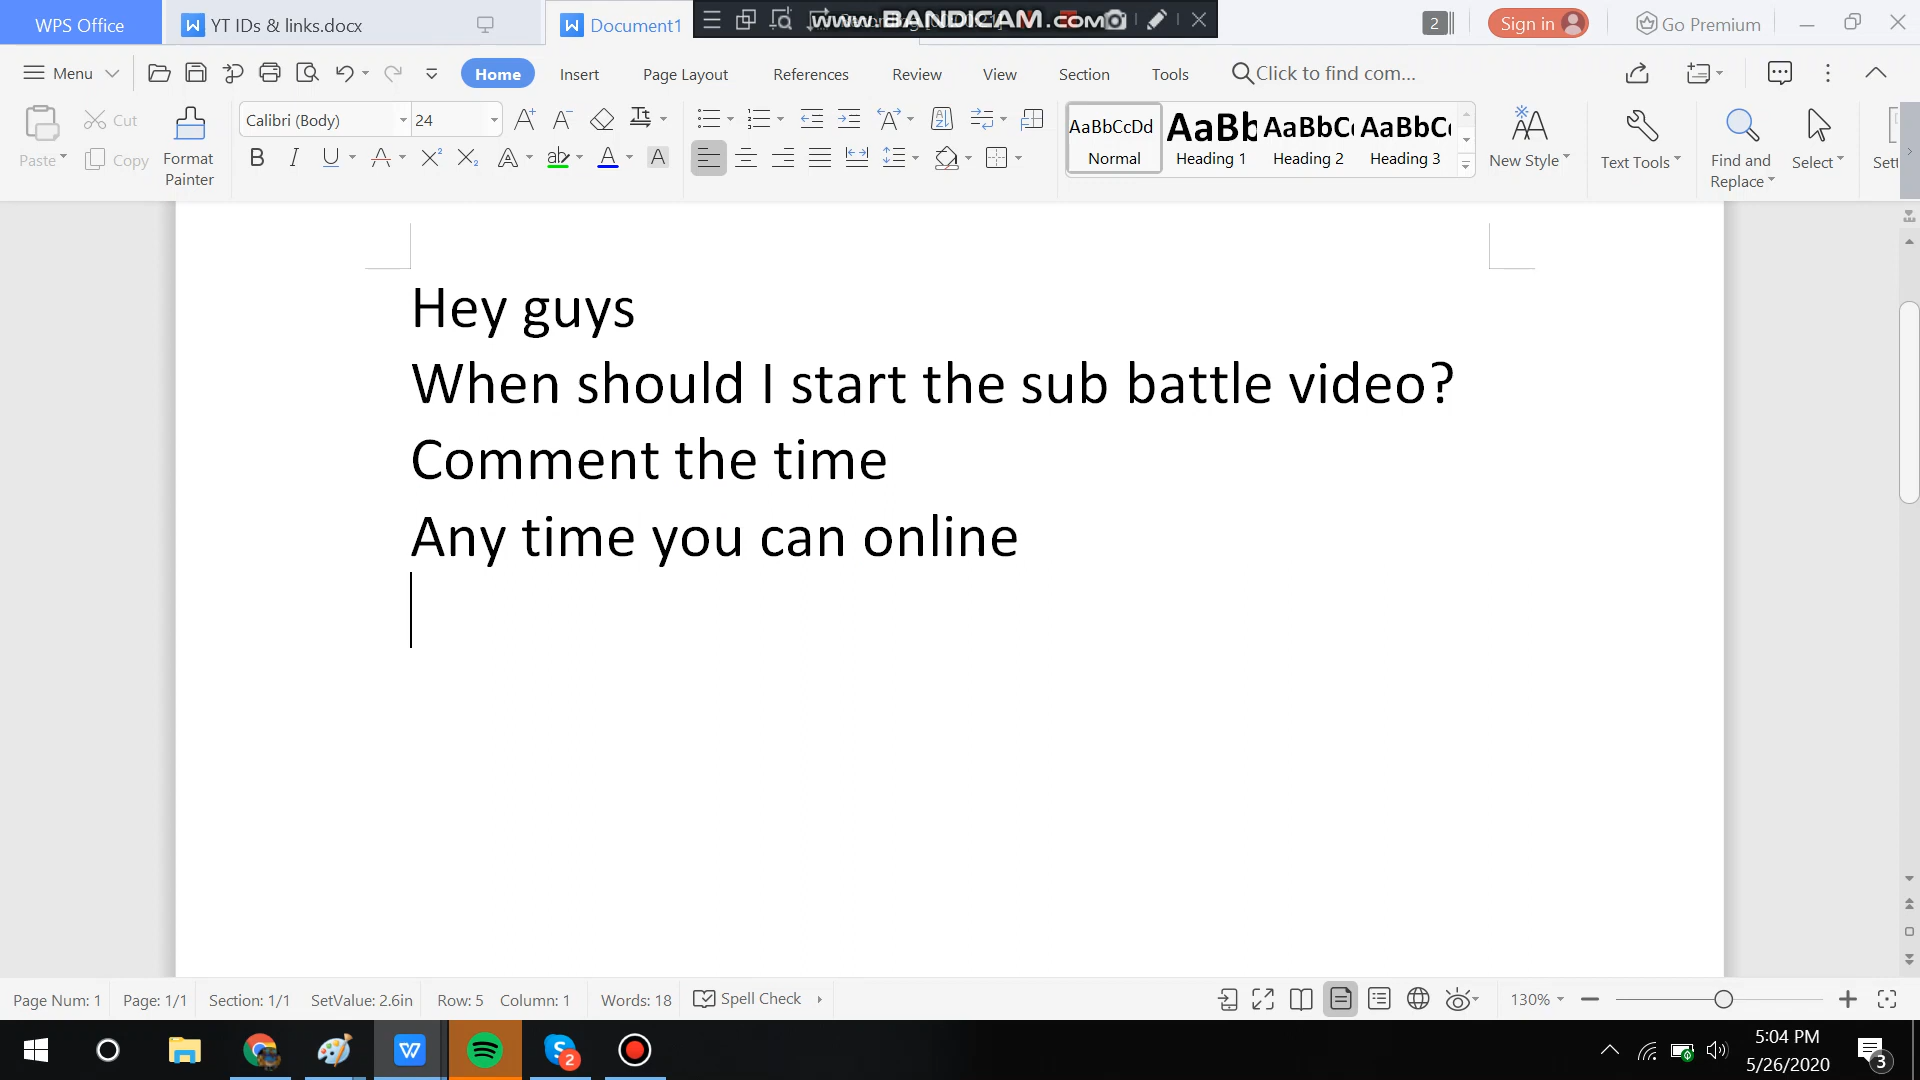 WPS Office YT IDs & links.docx Document1 www.BANDICAM.com 2 Sign in Go Premium
Menu Home Insert Page Layout References Review View Section Tools Click to find com...
Paste Cut Copy Format Painter Calibri (Body) 24 AaBbCcDd Normal AaBb Heading 1 AaBbC Heading 2 AaBbC Heading 3 New Style Text Tools Find and Replace Select Sett
Hey guys
When should I start the sub battle video?
Comment the time
Any time you can online
Page Num: 1 Page: 1/1 Section: 1/1 SetValue: 2.6in Row: 5 Column: 1 Words: 18 Spell Check 130%
2
5:04 PM
5/26/2020
3